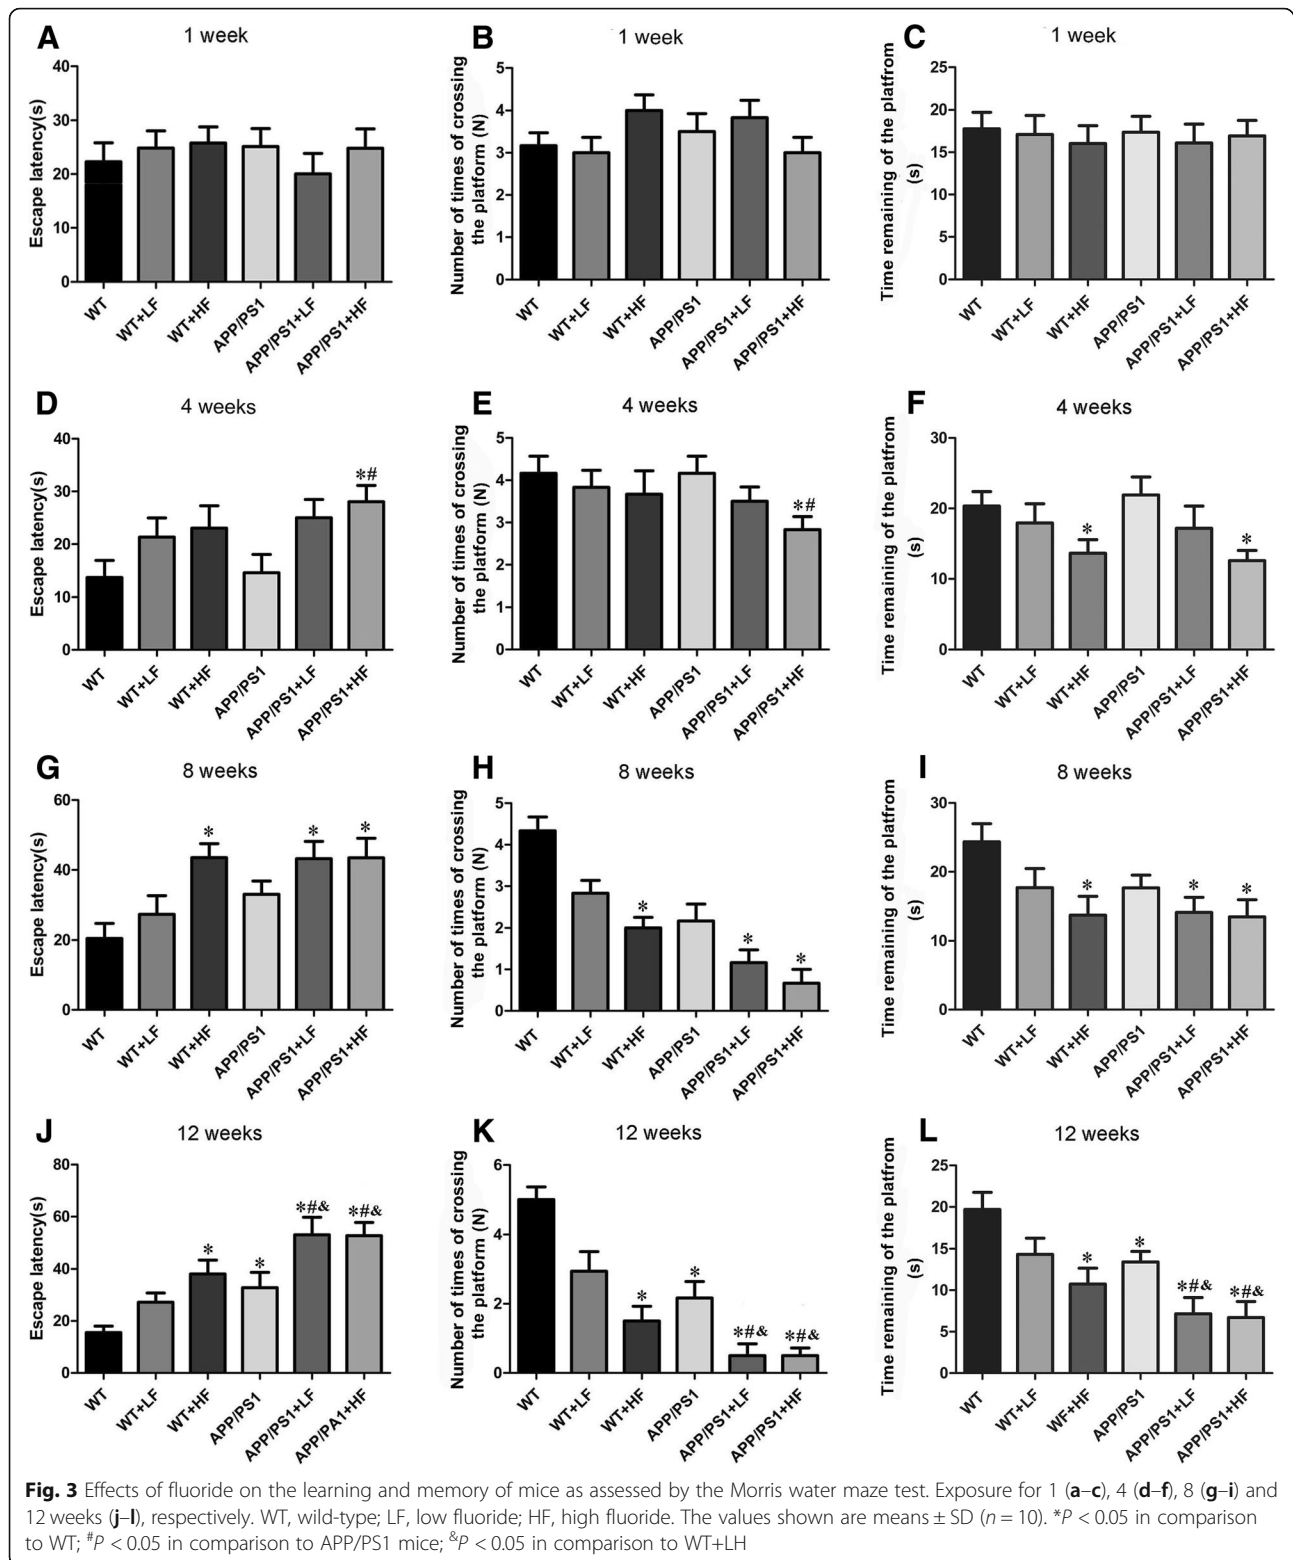 A
1 week
Escape latency(s)
40
30
20
10
0
WT
WT+LF
WT+HF
APP/PS1
APP/PS1+LF
APP/PS1+HF
B
1 week
Number of times of crossing
the platform (N)
5
4
3
2
1
0
WT
WT+LF
WT+HF
APP/PS1
APP/PS1+LF
APP/PS1+HF
C
1 week
Time remaining of the platfrom
(s)
25
20
15
10
5
0
WT
WT+LF
WT+HF
APP/PS1
APP/PS1+LF
APP/PS1+HF
D
4 weeks
Escape latency(s)
40
30
20
10
0
*#
WT
WT+LF
WT+HF
APP/PS1
APP/PS1+LF
APP/PS1+HF
E
4 weeks
Number of times of crossing
the platform (N)
5
4
3
2
1
0
*#
WT
WT+LF
WT+HF
APP/PS1
APP/PS1+LF
APP/PS1+HF
F
4 weeks
Time remaining of the platfrom
(s)
30
20
10
0
*
*
WT
WT+LF
WT+HF
APP/PS1
APP/PS1+LF
APP/PS1+HF
G
8 weeks
Escape latency(s)
60
40
20
0
*
*
*
WT
WT+LF
WT+HF
APP/PS1
APP/PS1+LF
APP/PS1+HF
H
8 weeks
Number of times of crossing
the platform (N)
5
4
3
2
1
0
*
*
*
WT
WT+LF
WT+HF
APP/PS1
APP/PS1+LF
APP/PS1+HF
I
8 weeks
Time remaining of the platfrom
(s)
30
20
10
0
*
*
*
WT
WT+LF
WT+HF
APP/PS1
APP/PS1+LF
APP/PS1+HF
J
12 weeks
Escape latency(s)
80
60
40
20
0
*
*
*#&
*#&
WT
WT+LF
WT+HF
APP/PS1
APP/PS1+LF
APP/PA1+HF
K
12 weeks
Number of times of crossing
the platform (N)
6
4
2
0
*
*
*#&
*#&
WT
WT+LF
WT+HF
APP/PS1
APP/PS1+LF
APP/PS1+HF
L
12 weeks
Time remaining of the platfrom
(s)
25
20
15
10
5
0
*
*
*#&
*#&
WT
WT+LF
WF+HF
APP/PS1
APP/PS1+LF
APP/PS1+HF
Fig. 3 Effects of fluoride on the learning and memory of mice as assessed by the Morris water maze test. Exposure for 1 (a–c), 4 (d–f), 8 (g–i) and
12 weeks (j–l), respectively. WT, wild-type; LF, low fluoride; HF, high fluoride. The values shown are means ± SD (n = 10). *P < 0.05 in comparison
to WT; #P < 0.05 in comparison to APP/PS1 mice; &P < 0.05 in comparison to WT+LH